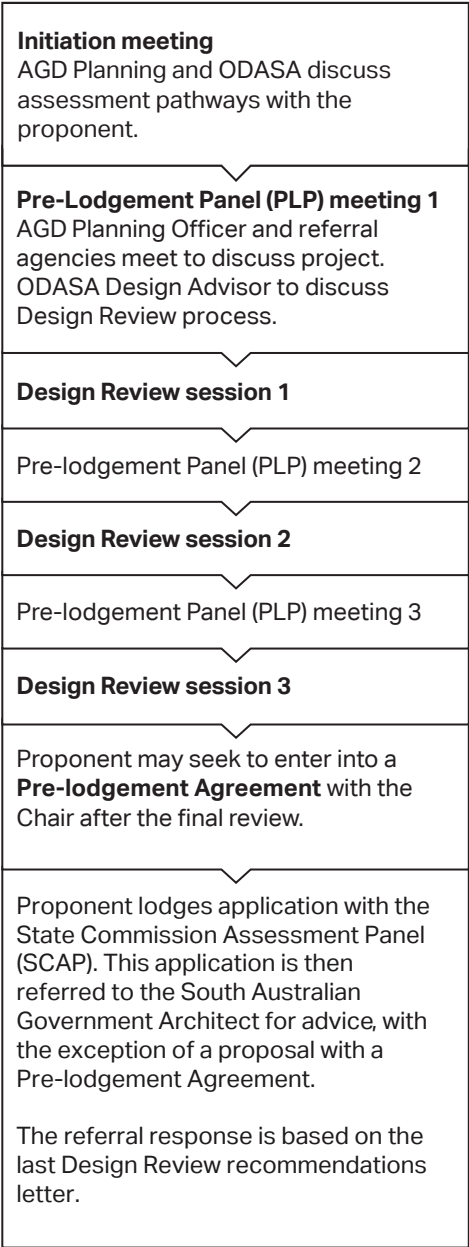 Initiation meeting
AGD Planning and ODASA discuss
assessment pathways with the
proponent.
Pre-Lodgement Panel (PLP) meeting 1
AGD Planning Officer and referral
agencies meet to discuss project.
ODASA Design Advisor to discuss
Design Review process.
Design Review session 1
Pre-lodgement Panel (PLP) meeting 2
Design Review session 2
Pre-lodgement Panel (PLP) meeting 3
Design Review session 3
Proponent may seek to enter into a
Pre-lodgement Agreement with the
Chair after the final review.
Proponent lodges application with the
State Commission Assessment Panel
(SCAP). This application is then
referred to the South Australian
Government Architect for advice, with
the exception of a proposal with a
Pre-lodgement Agreement.
The referral response is based on the
last Design Review recommendations
letter.